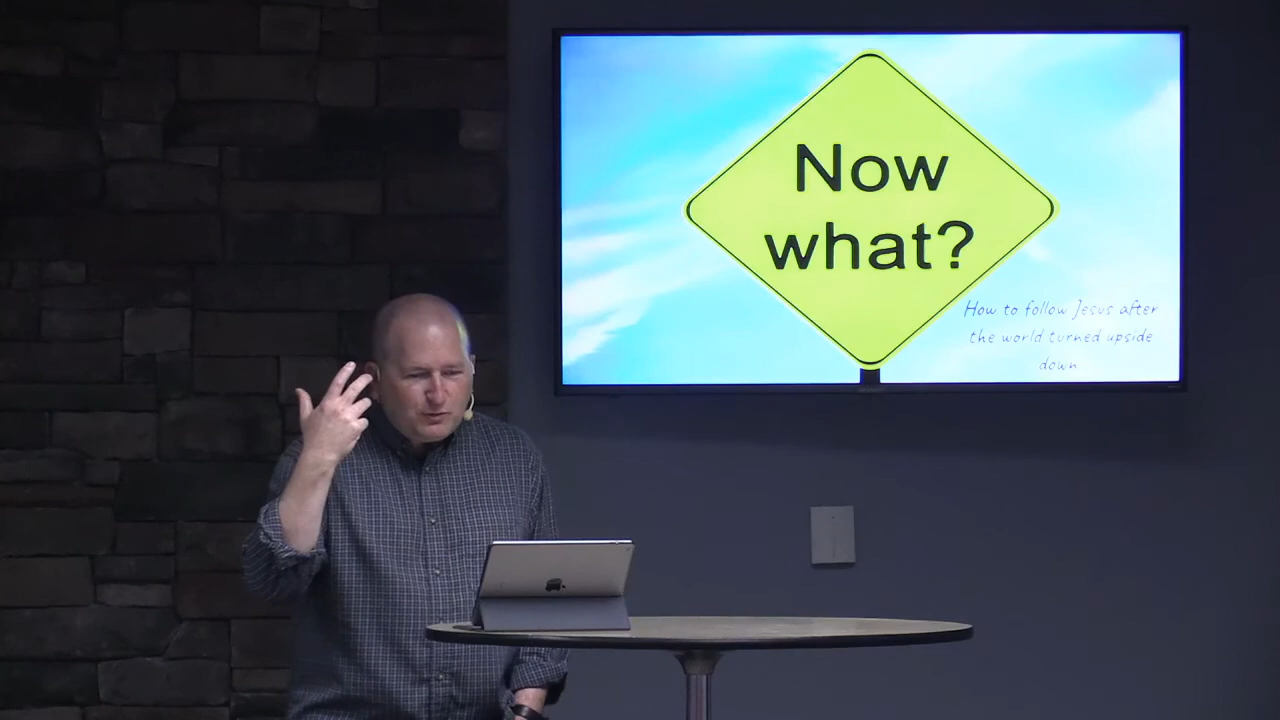 Now
what?
How to follow Jesus after
the world turned upside
down